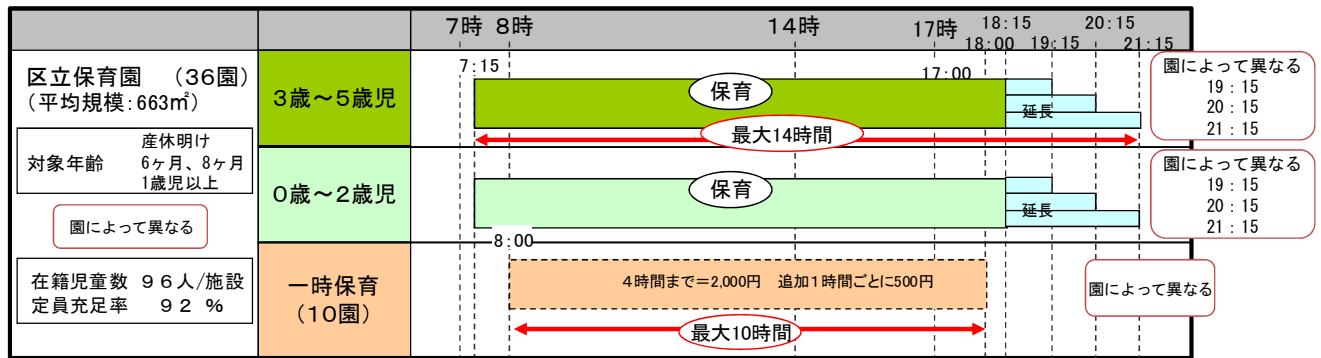 7時 8時 14時 17時 18:15 20:15
18:00 19:15 21:15
区立保育園 (36園)
(平均規模:663㎡)
対象年齢
産休明け
6ヶ月、8ヶ月
1歳児以上
園によって異なる
在籍児童数 96人/施設
定員充足率 92 %
3歳~5歳児
7:15
17:00
保育
延長
最大14時間
園によって異なる
19:15
20:15
21:15
0歳~2歳児
保育
延長
園によって異なる
19:15
20:15
21:15
一時保育
(10園)
8:00
4時間まで=2,000円 追加1時間ごとに500円
最大10時間
園によって異なる